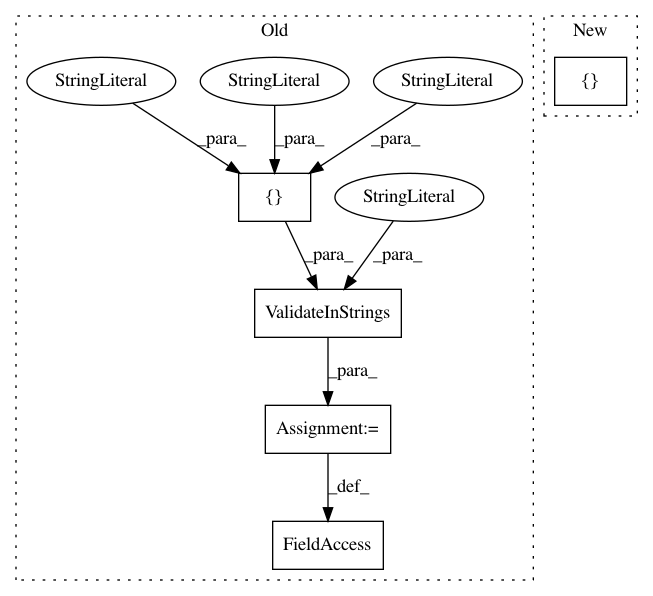 Old
New
StringLiteral
StringLiteral
StringLiteral
{}
_para_
_para_
_para_
{}
StringLiteral
_para_
_para_
ValidateInStrings
_para_
Assignment:=
_def_
FieldAccess